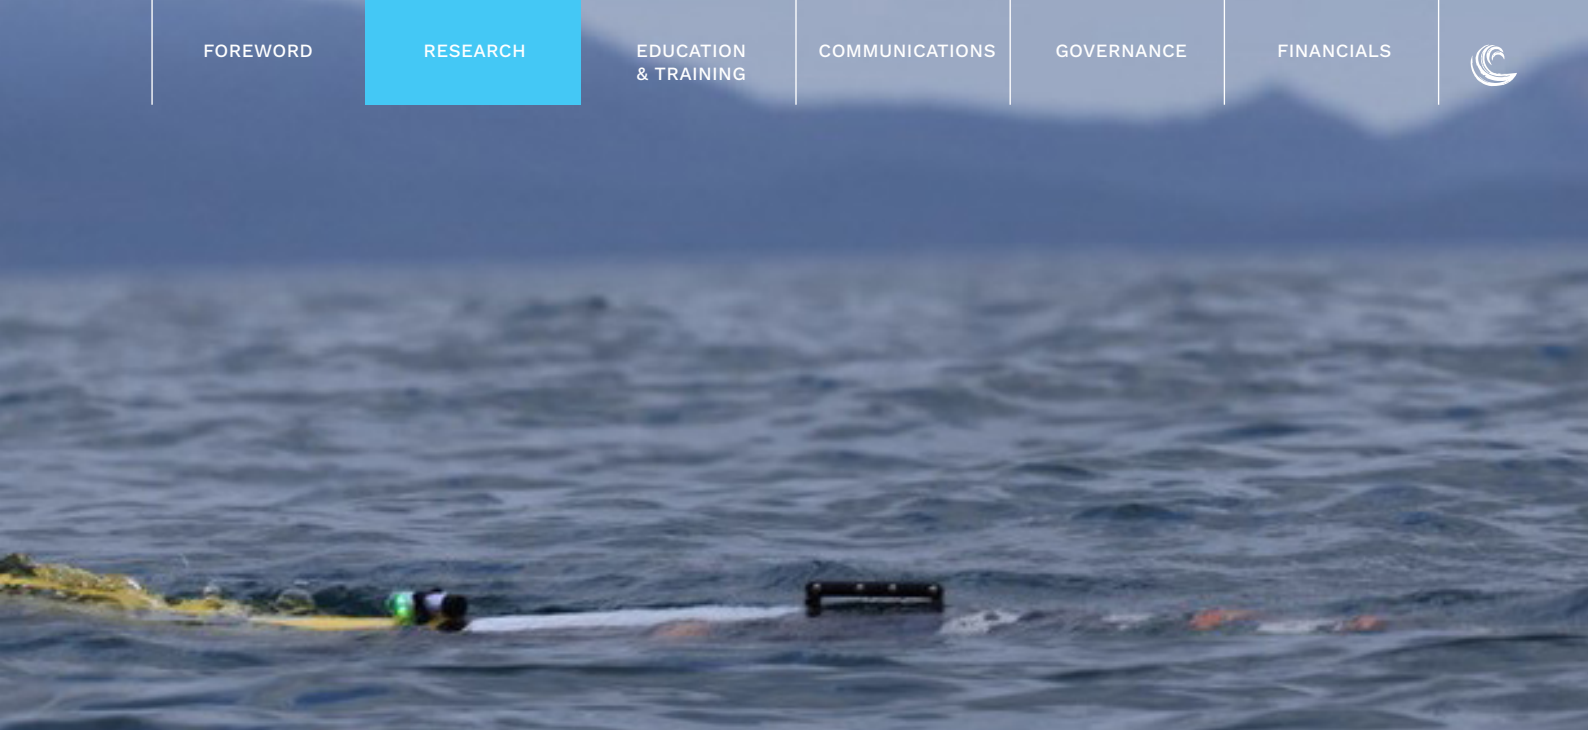 FOREWORD
RESEARCH
EDUCATION
& TRAINING
COMMUNICATIONS
GOVERNANCE
FINANCIALS